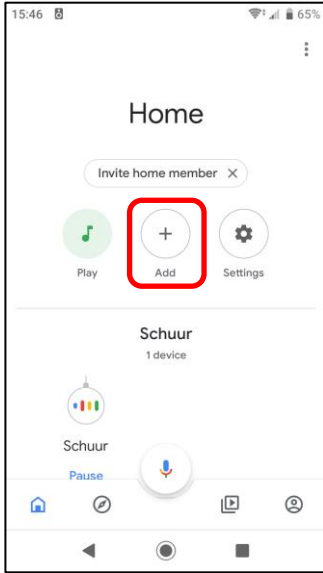 15:46 65%
Home
Invite home member
Play Add Settings
Schuur
1 device
Schuur
Pause